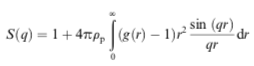 S(q) = 1 + 4πρ_p ∫_0^∞ (g(r) − 1)r² sin (qr)/qr dr